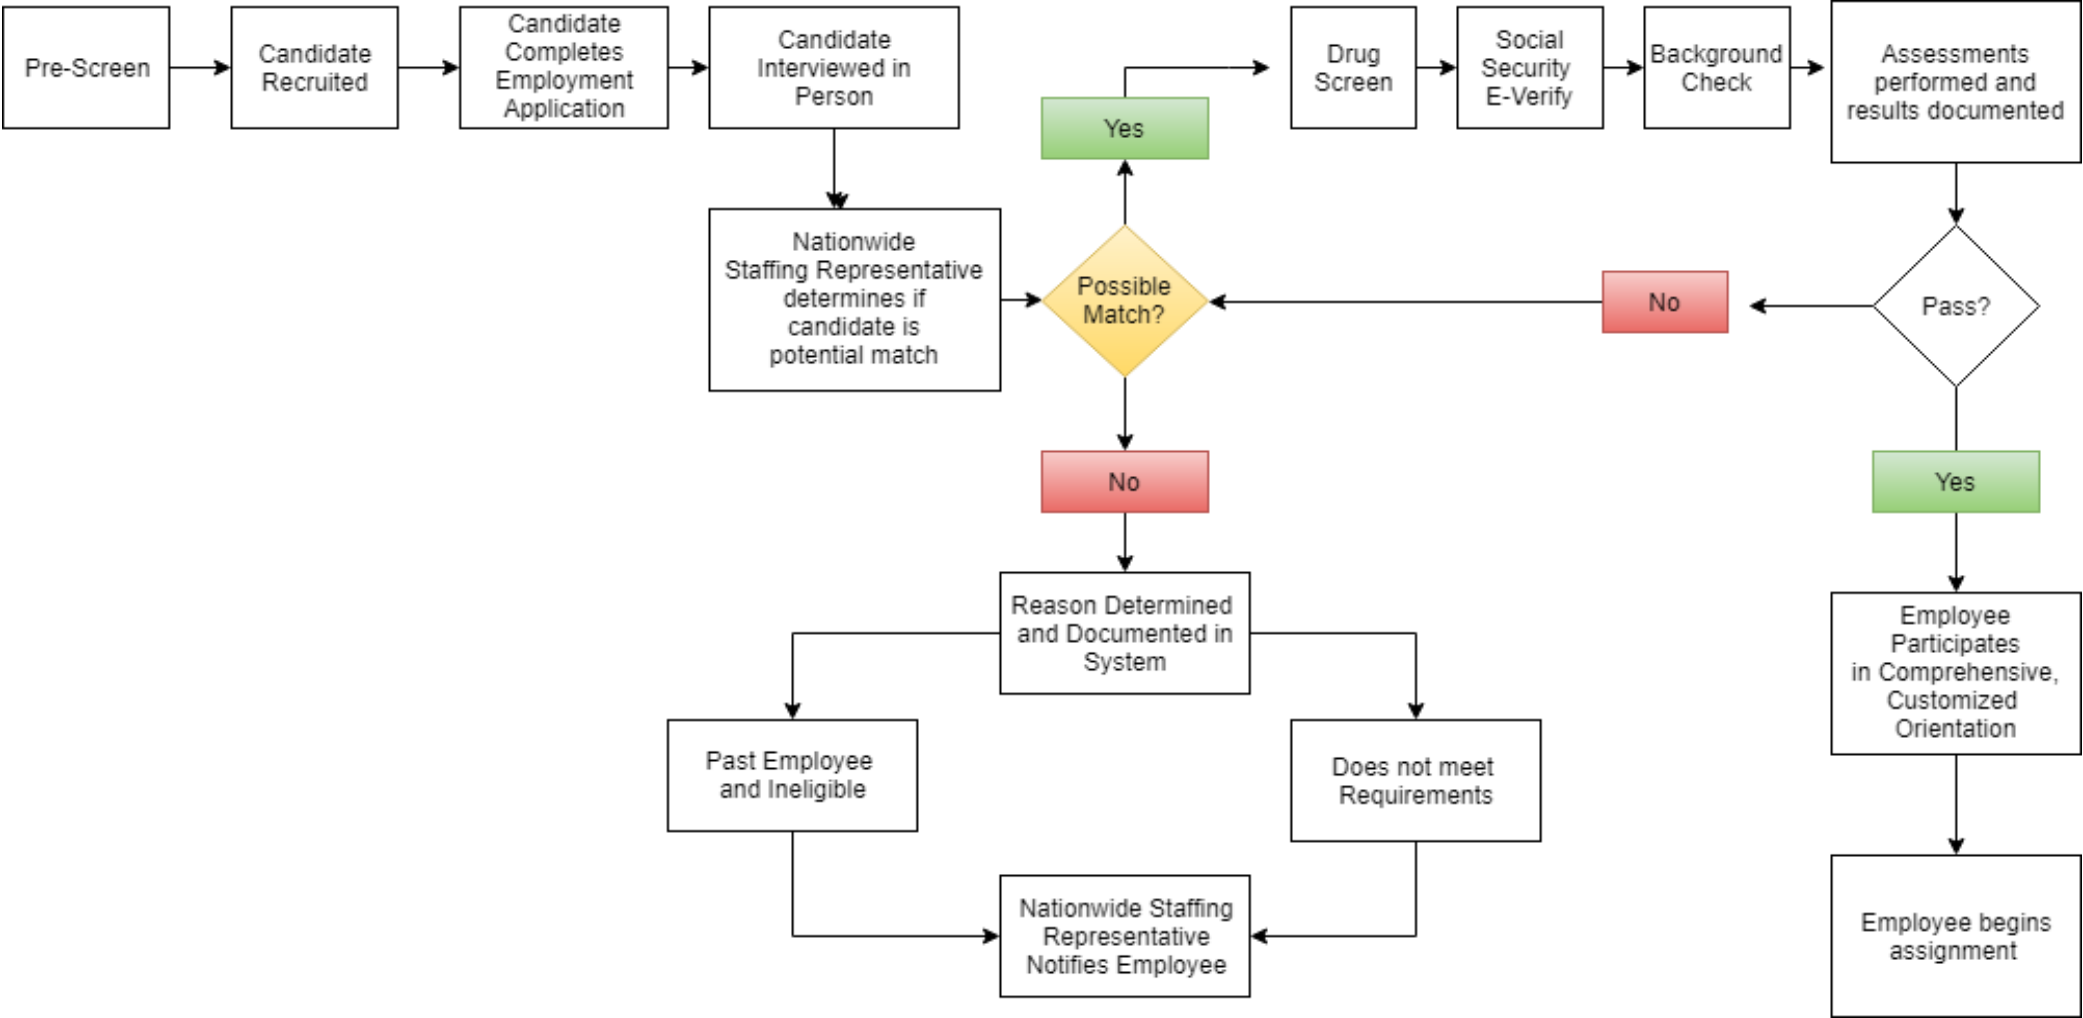 Pre-Screen
Candidate
Recruited
Candidate
Completes
Employment
Application
Candidate
Interviewed in
Person
Nationwide
Staffing Representative
determines if
candidate is
potential match
Possible
Match?
Yes
Drug
Screen
Social
Security
E-Verify
Background
Check
Assessments
performed and
results documented
Pass?
No
Yes
Employee
Participates
in Comprehensive,
Customized
Orientation
Employee begins
assignment
No
Reason Determined
and Documented in
System
Past Employee
and Ineligible
Does not meet
Requirements
Nationwide Staffing
Representative
Notifies Employee